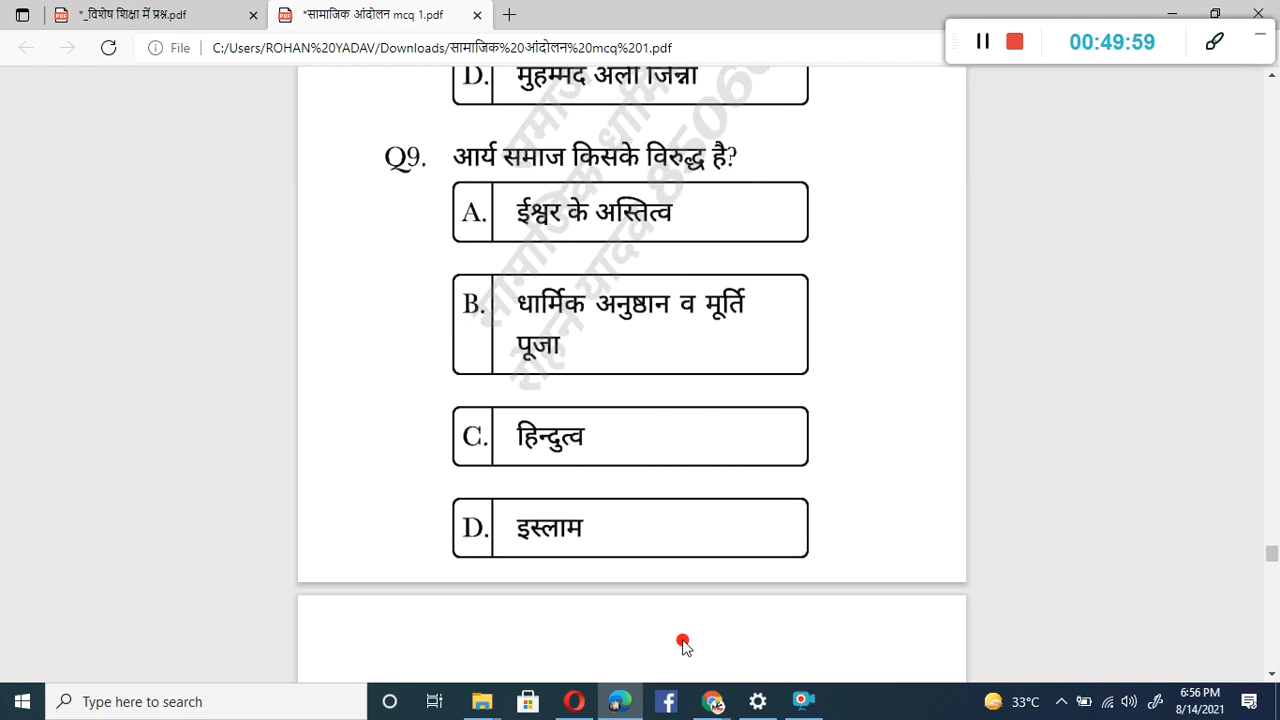 *_विशेष शिक्षा में प्रश्न.pdf
*सामाजिक आंदोलन mcq 1.pdf
File
C:/Users/ROHAN%20YADAV/Downloads/सामाजिक%20आंदोलन%20mcq%201.pdf
00:49:59
D. मुहम्मद अली जिन्ना
Q9. आर्य समाज किसके विरुद्ध है?
A. ईश्वर के अस्तित्व
B. धार्मिक अनुष्ठान व मूर्ति
पूजा
C. हिन्दुत्व
D. इस्लाम
Type here to search
33°C
6:56 PM
8/14/2021